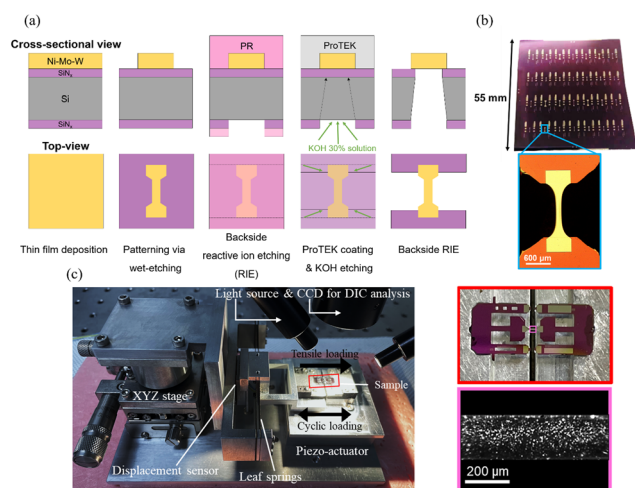 (a)
Cross-sectional view
Ni-Mo-W
SiNx
Si
SiNx
PR
ProTEK
KOH 30% solution
Top-view
Thin film deposition
Patterning via
wet-etching
Backside
reactive ion etching
(RIE)
ProTEK coating
& KOH etching
Backside RIE
(b)
55 mm
600 μm
(c)
Light source & CCD for DIC analysis
Tensile loading
Sample
XYZ stage
Cyclic loading
Piezo-actuator
Displacement sensor
Leaf springs
200 μm